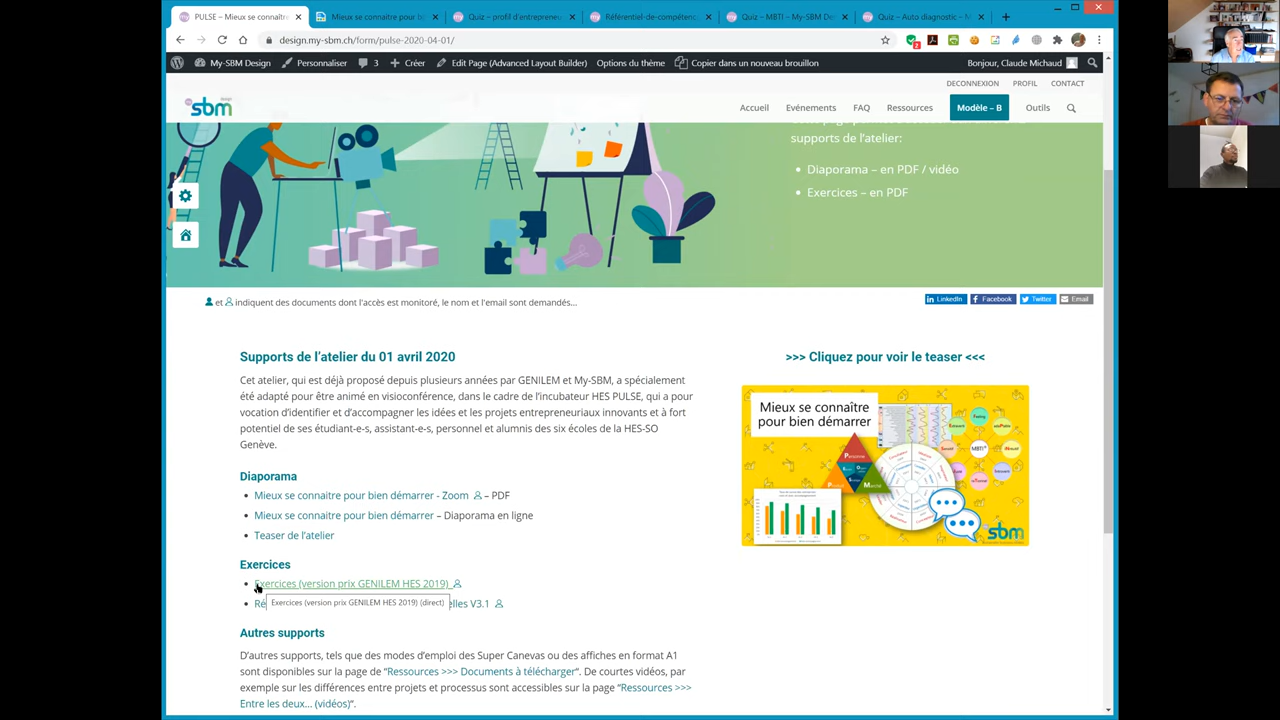 PULSE – Mieux se connaître
Mieux se connaître pour b
Quiz – profil d'entrepreneu
Référentiel-de-compétenc
Quiz – MBTI – My-SBM De
Quiz – Auto diagnostic – M
design.my-sbm.ch/form/pulse-2020-04-01/
My-SBM Design
Personnaliser
3
Créer
Edit Page (Advanced Layout Builder)
Options du thème
Copier dans un nouveau brouillon
Bonjour, Claude Michaud
DECONNEXION
PROFIL
CONTACT
my sbm design
Accueil
Evénements
FAQ
Ressources
Modèle – B
Outils
supports de l'atelier:
• Diaporama – en PDF / vidéo
• Exercices – en PDF
et indiquent des documents dont l'accès est monitoré, le nom et l'email sont demandés...
LinkedIn
Facebook
Twitter
Email
Supports de l'atelier du 01 avril 2020
>>> Cliquez pour voir le teaser <<<
Cet atelier, qui est déjà proposé depuis plusieurs années par GENILEM et My-SBM, a spécialement
été adapté pour être animé en visioconférence, dans le cadre de l'incubateur HES PULSE, qui a pour
vocation d'identifier et d'accompagner les idées et les projets entrepreneuriaux innovants et à fort
potentiel de ses étudiant-e-s, assistant-e-s, personnel et alumnis des six écoles de la HES-SO
Genève.
Mieux se connaître
pour bien démarrer
Personne
Produit
Marché
MBTI
sbm
Diaporama
• Mieux se connaitre pour bien démarrer - Zoom – PDF
• Mieux se connaitre pour bien démarrer – Diaporama en ligne
• Teaser de l'atelier
Exercices
• Exercices (version prix GENILEM HES 2019)
Exercices (version prix GENILEM HES 2019) (direct)
• Ré elles V3.1
Autres supports
D'autres supports, tels que des modes d'emploi des Super Canevas ou des affiches en format A1
sont disponibles sur la page de "Ressources >>> Documents à télécharger". De courtes vidéos, par
exemple sur les différences entre projets et processus sont accessibles sur la page "Ressources >>>
Entre les deux... (vidéos)".